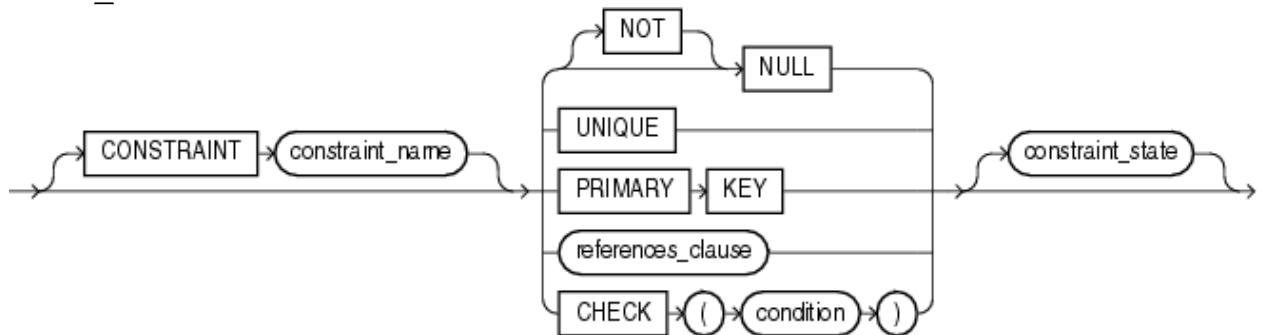 NOT
NULL
UNIQUE
CONSTRAINT constraint_name
constraint_state
PRIMARY KEY
references_clause
CHECK ( condition )